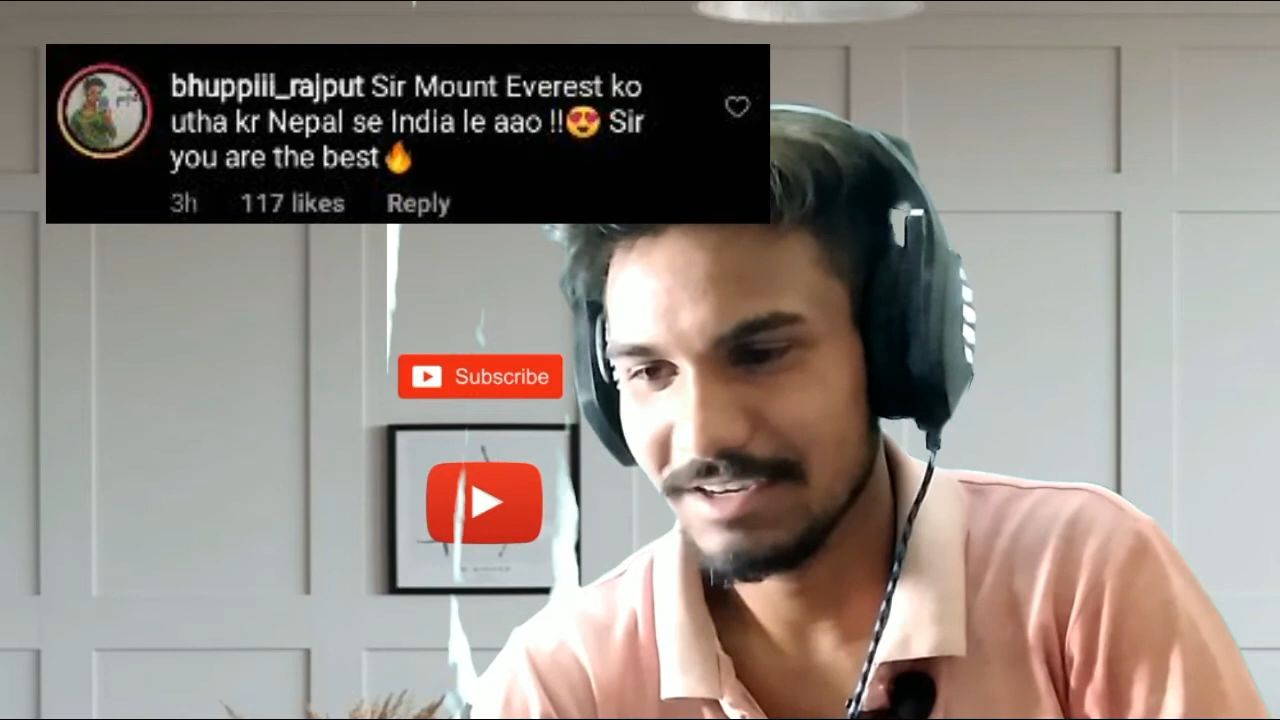 bhuppiii_rajput Sir Mount Everest ko
utha kr Nepal se India le aao !!😍 Sir
you are the best🔥
3h 117 likes Reply
Subscribe